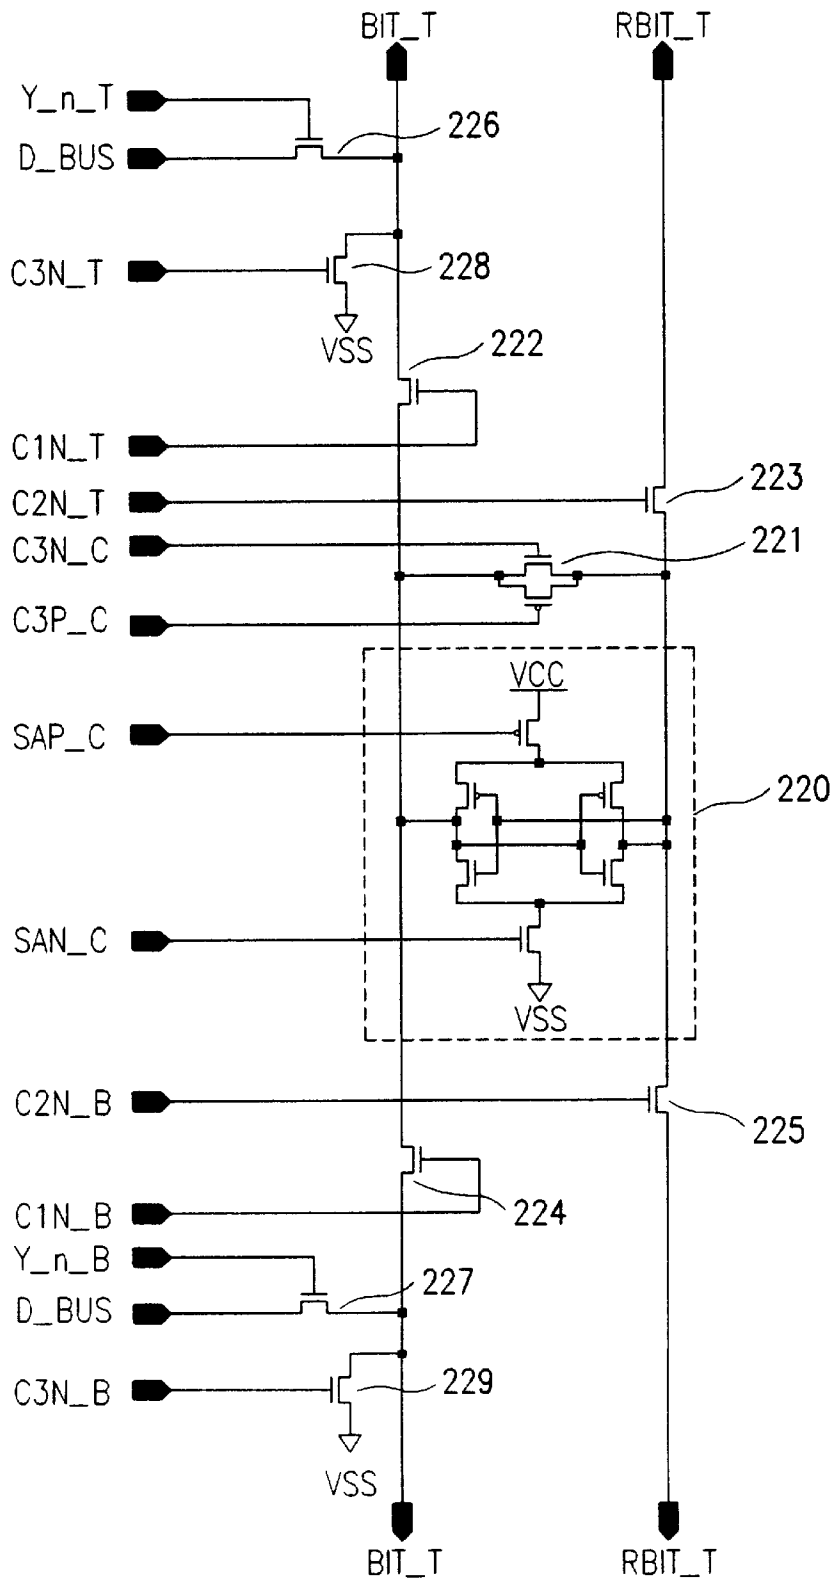 BIT_T RBIT_T
Y_n_T
226
D_BUS
C3N_T 228
VSS
222
C1N_T
C2N_T 223
C3N_C 221
C3P_C
VCC
SAP_C
220
SAN_C
VSS
C2N_B
225
C1N_B 224
Y_n_B
227
D_BUS
C3N_B 229
VSS
BIT_T RBIT_T